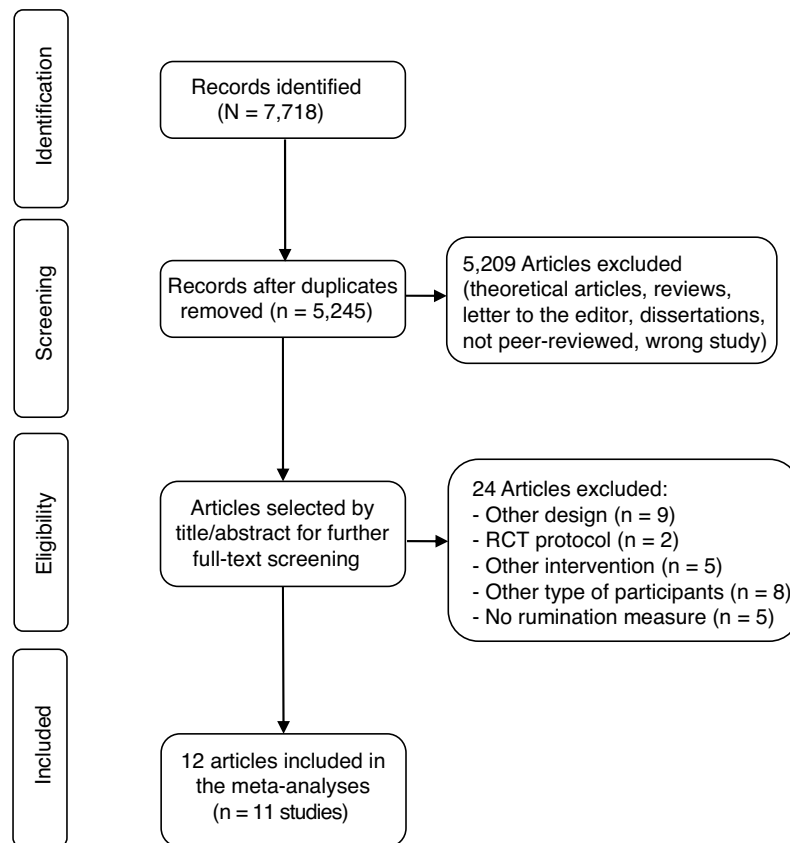 Identification
Records identified
(N = 7,718)
Screening
Records after duplicates
removed (n = 5,245)
5,209 Articles excluded
(theoretical articles, reviews,
letter to the editor, dissertations,
not peer-reviewed, wrong study)
Eligibility
Articles selected by
title/abstract for further
full-text screening
24 Articles excluded:
- Other design (n = 9)
- RCT protocol (n = 2)
- Other intervention (n = 5)
- Other type of participants (n = 8)
- No rumination measure (n = 5)
Included
12 articles included in
the meta-analyses
(n = 11 studies)